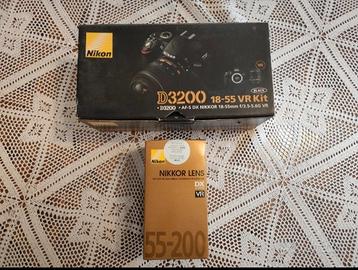 Nikon
D3200 18-55 VR Kit
• D3200 • AF-S DX NIKKOR 18-55mm f/3.5-5.6G VR
BLACK
Nikon
NIKKOR LENS
DX
VR
55-200